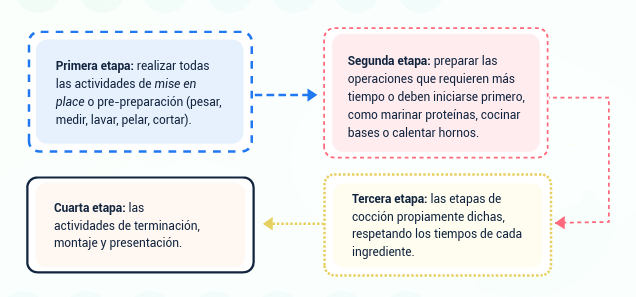 Primera etapa: realizar todas
las actividades de mise en
place o pre-preparación (pesar,
medir, lavar, pelar, cortar).
Segunda etapa: preparar las
operaciones que requieren más
tiempo o deben iniciarse primero,
como marinar proteínas, cocinar
bases o calentar hornos.
Tercera etapa: las etapas de
cocción propiamente dichas,
respetando los tiempos de cada
ingrediente.
Cuarta etapa: las
actividades de terminación,
montaje y presentación.